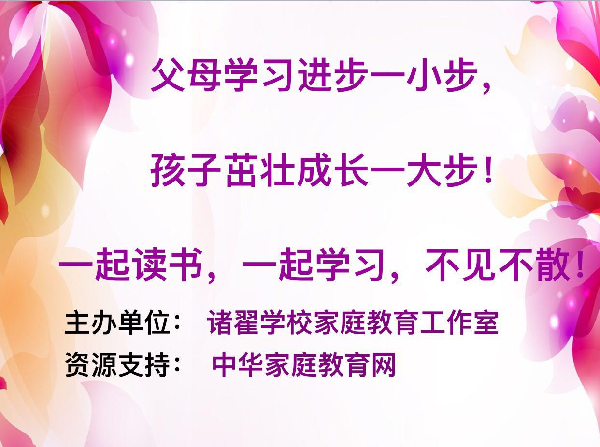 父母学习进步一小步，
孩子茁壮成长一大步！
一起读书，一起学习，不见不散！
主办单位： 诸翟学校家庭教育工作室
资源支持： 中华家庭教育网